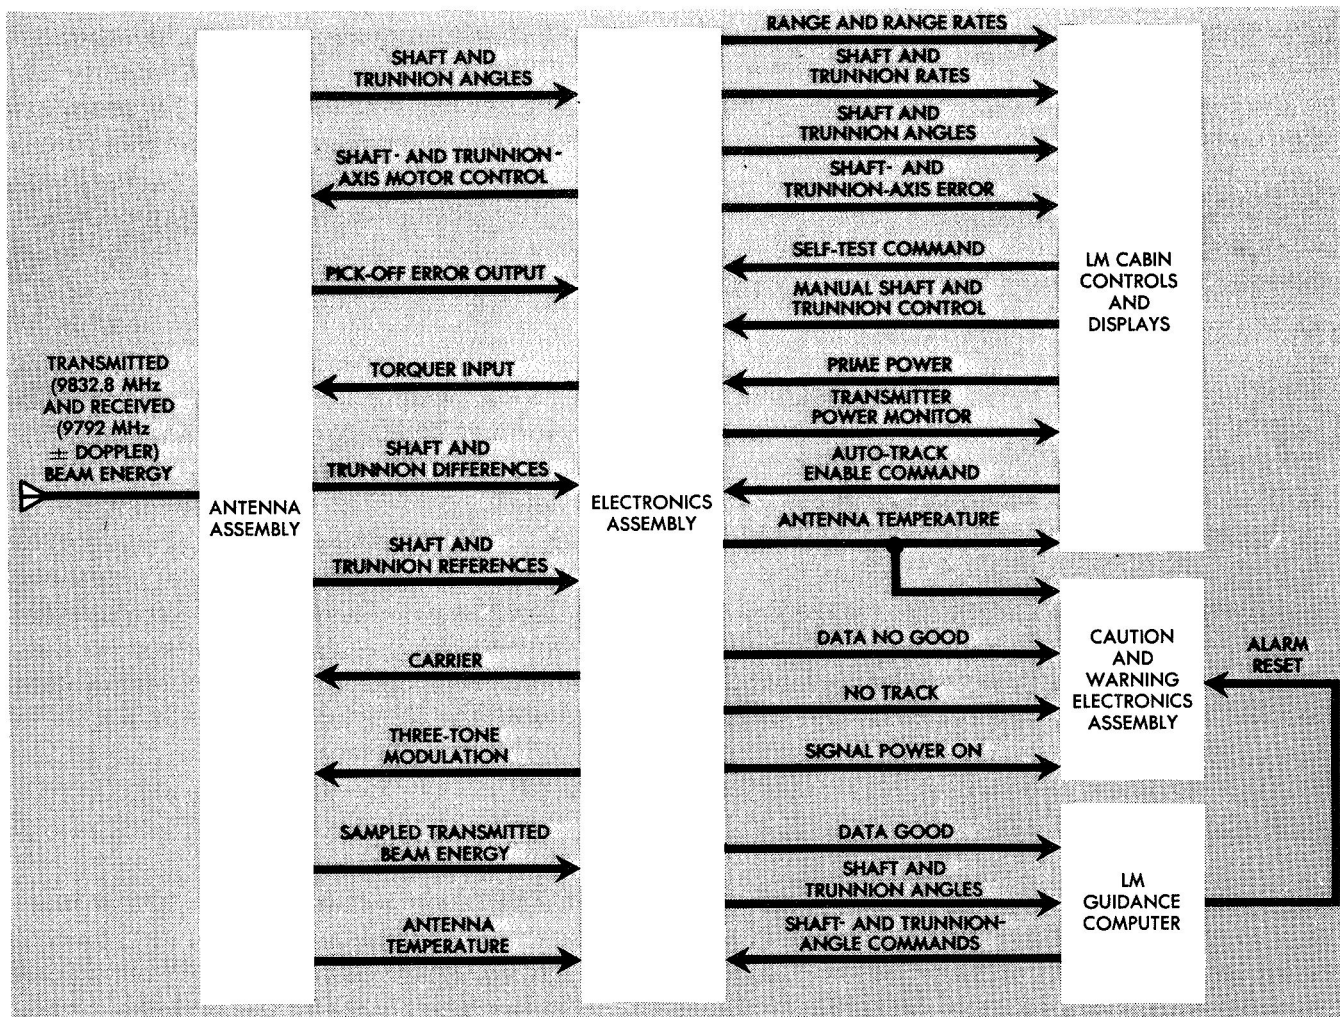 TRANSMITTED
(9832.8 MHz
AND RECEIVED
(9792 MHz
± DOPPLER)
BEAM ENERGY
ANTENNA
ASSEMBLY
SHAFT AND
TRUNNION ANGLES
SHAFT- AND TRUNNION-
AXIS MOTOR CONTROL
PICK-OFF ERROR OUTPUT
TORQUER INPUT
SHAFT AND
TRUNNION DIFFERENCES
SHAFT AND
TRUNNION REFERENCES
CARRIER
THREE-TONE
MODULATION
SAMPLED TRANSMITTED
BEAM ENERGY
ANTENNA
TEMPERATURE
ELECTRONICS
ASSEMBLY
RANGE AND RANGE RATES
SHAFT AND
TRUNNION RATES
SHAFT AND
TRUNNION ANGLES
SHAFT- AND
TRUNNION-AXIS ERROR
SELF-TEST COMMAND
MANUAL SHAFT AND
TRUNNION CONTROL
PRIME POWER
TRANSMITTER
POWER MONITOR
AUTO-TRACK
ENABLE COMMAND
ANTENNA TEMPERATURE
DATA NO GOOD
NO TRACK
SIGNAL POWER ON
DATA GOOD
SHAFT AND
TRUNNION ANGLES
SHAFT- AND TRUNNION-
ANGLE COMMANDS
LM CABIN
CONTROLS
AND
DISPLAYS
CAUTION
AND
WARNING
ELECTRONICS
ASSEMBLY
LM
GUIDANCE
COMPUTER
ALARM
RESET